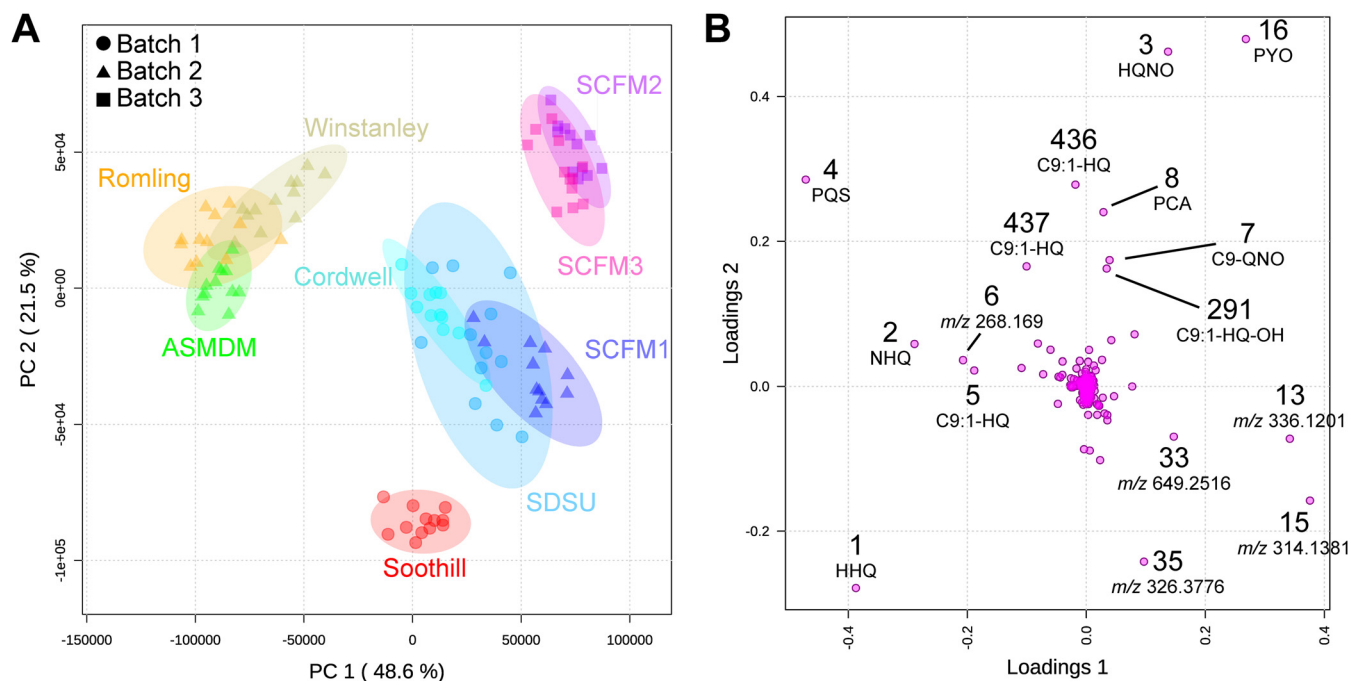 A
Batch 1
Batch 2
Batch 3
SCFM2
Winstanley
Romling
SCFM3
Cordwell
ASMDM
SCFM1
SDSU
Soothill
5e+04
0e+00
-5e+04
-1e+05
PC 2 ( 21.5 %)
-150000
-100000
-50000
0
50000
100000
PC 1 ( 48.6 %)
B
3
HQNO
16
PYO
436
C9:1-HQ
4
PQS
8
PCA
437
C9:1-HQ
7
C9-QNO
291
C9:1-HQ-OH
6
m/z 268.169
2
NHQ
5
C9:1-HQ
13
m/z 336.1201
33
m/z 649.2516
15
m/z 314.1381
1
HHQ
35
m/z 326.3776
0.4
0.2
0.0
-0.2
Loadings 2
-0.4
-0.2
0.0
0.2
0.4
Loadings 1